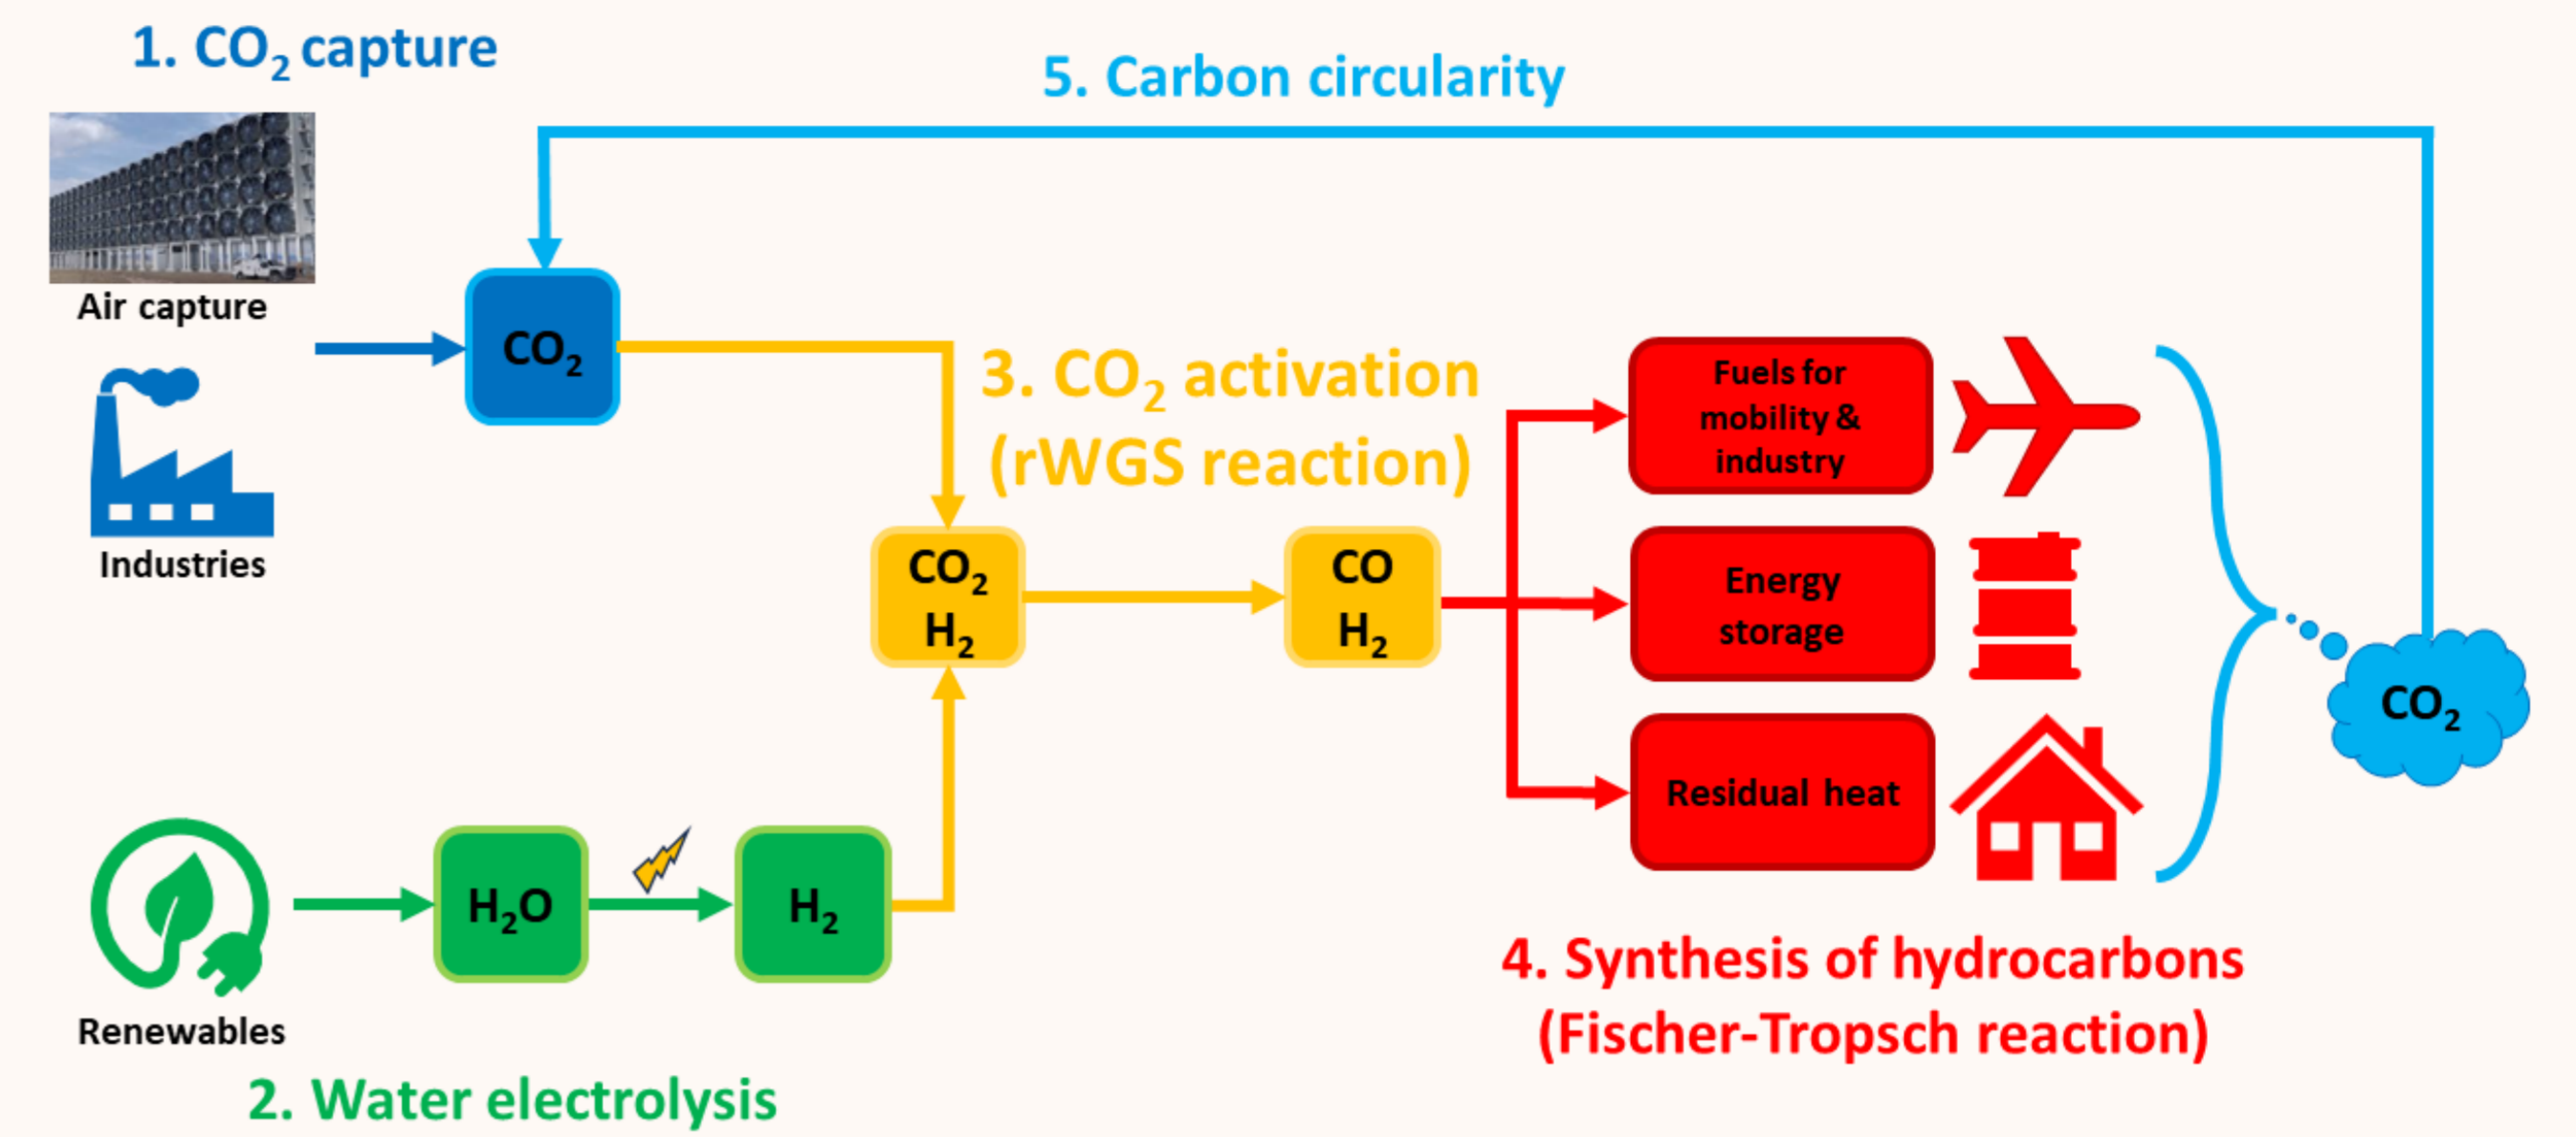 1. CO₂ capture
5. Carbon circularity
Air capture
CO₂
Industries
3. CO₂ activation
(rWGS reaction)
CO₂
H₂
CO
H₂
Fuels for
mobility &
industry
Energy
storage
Residual heat
CO₂
H₂O
H₂
Renewables
2. Water electrolysis
4. Synthesis of hydrocarbons
(Fischer-Tropsch reaction)